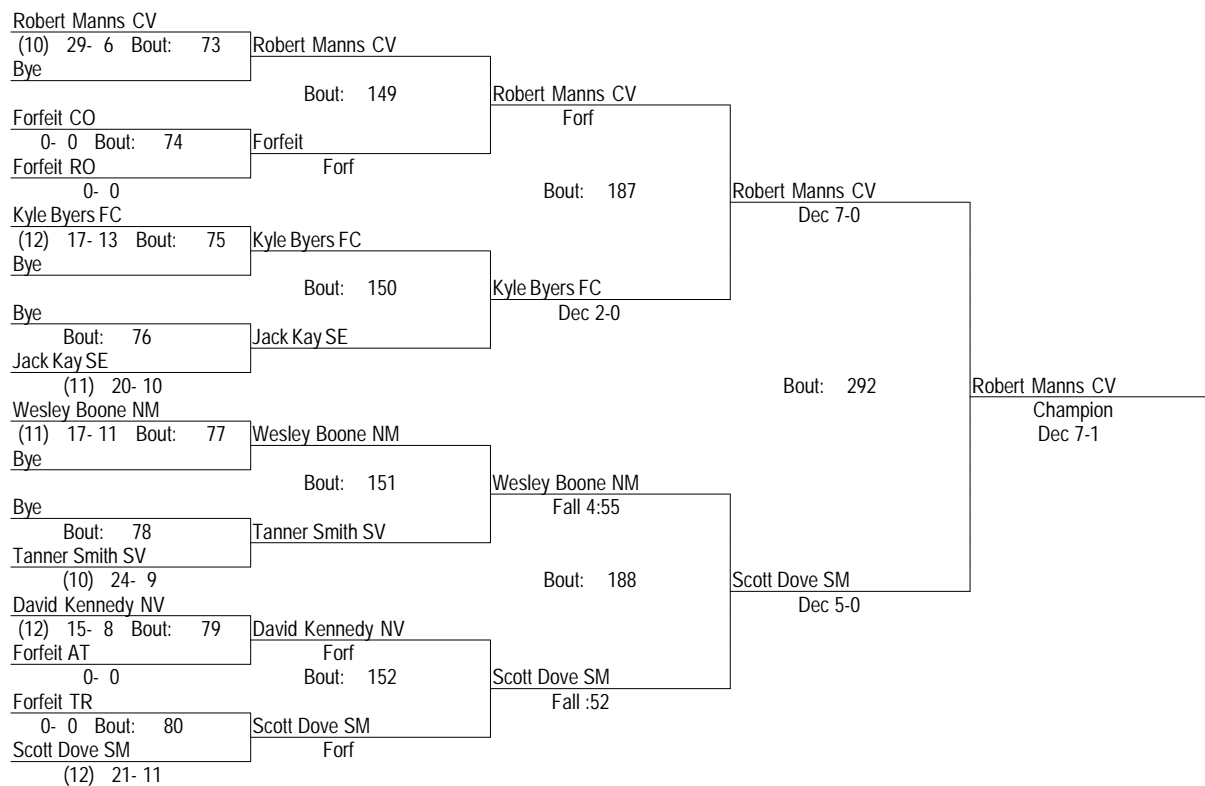 Robert Manns CV
(10) 29- 6 Bout: 73
Robert Manns CV
Bye
Bout: 149
Robert Manns CV
Forfeit CO
Forf
0- 0 Bout: 74
Forfeit
Forfeit RO
Forf
0- 0
Bout: 187
Robert Manns CV
Kyle Byers FC
Dec 7-0
(12) 17- 13 Bout: 75
Kyle Byers FC
Bye
Bout: 150
Kyle Byers FC
Bye
Dec 2-0
Bout: 76
Jack Kay SE
Jack Kay SE
(11) 20- 10
Bout: 292
Robert Manns CV
Wesley Boone NM
Champion
(11) 17- 11 Bout: 77
Wesley Boone NM
Dec 7-1
Bye
Bout: 151
Wesley Boone NM
Bye
Fall 4:55
Bout: 78
Tanner Smith SV
Tanner Smith SV
(10) 24- 9
Bout: 188
Scott Dove SM
David Kennedy NV
Dec 5-0
(12) 15- 8 Bout: 79
David Kennedy NV
Forfeit AT
Forf
0- 0
Bout: 152
Scott Dove SM
Forfeit TR
Fall :52
0- 0 Bout: 80
Scott Dove SM
Scott Dove SM
Forf
(12) 21- 11